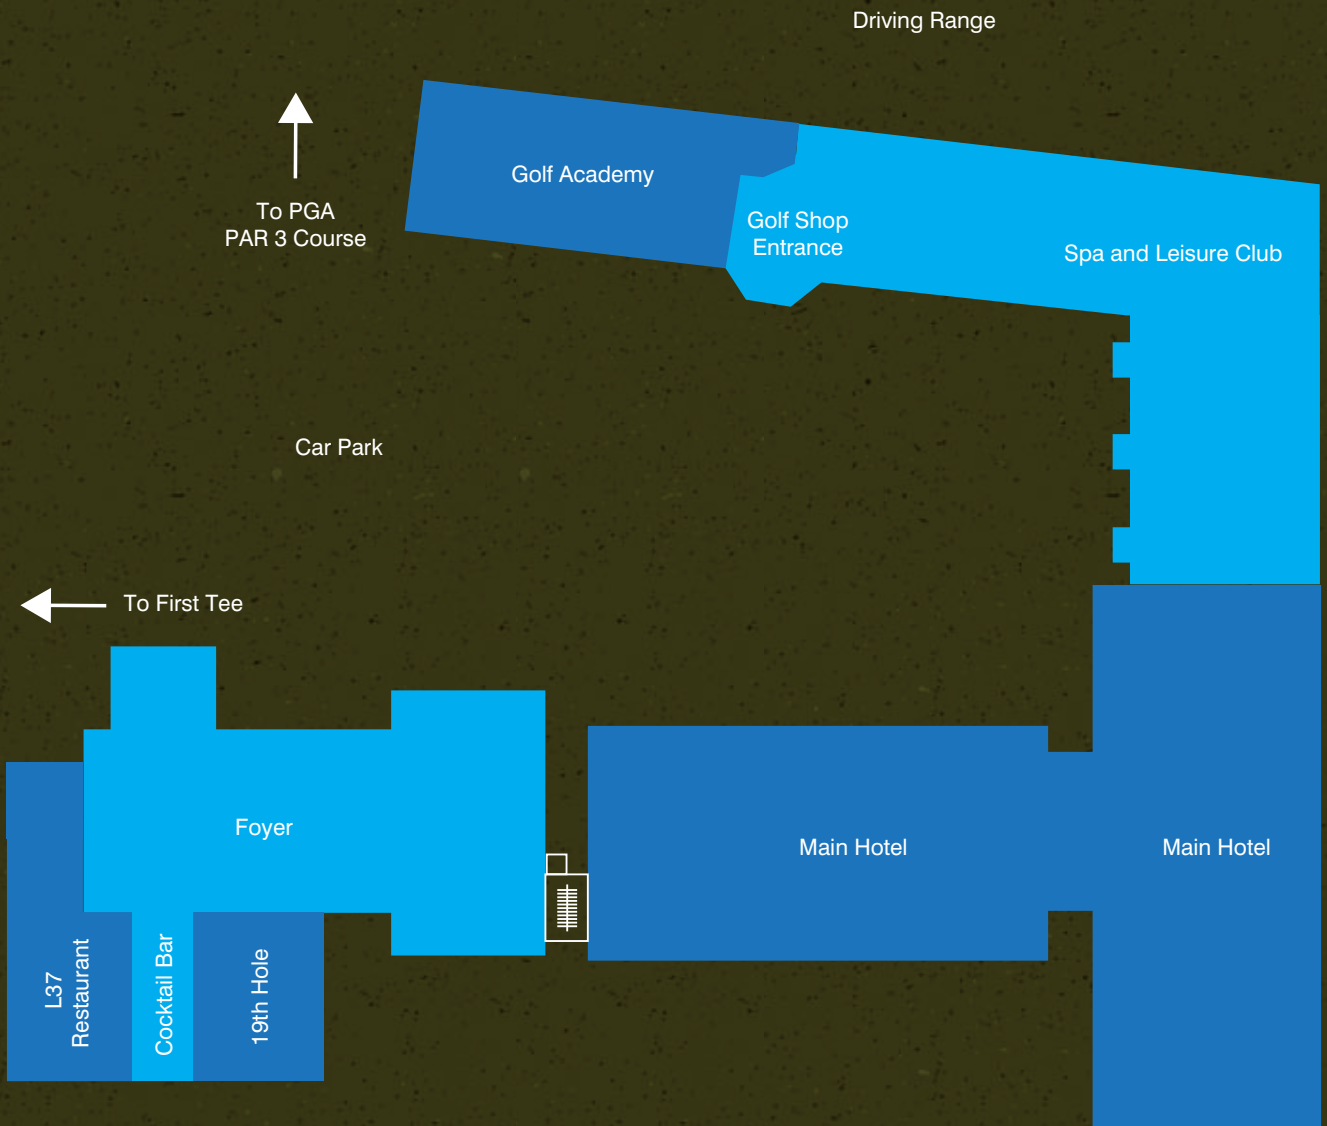 Driving Range
Golf Academy
To PGA
PAR 3 Course
Golf Shop
Entrance
Spa and Leisure Club
Car Park
To First Tee
Foyer
Main Hotel
Main Hotel
L37
Restaurant
Cocktail Bar
19th Hole